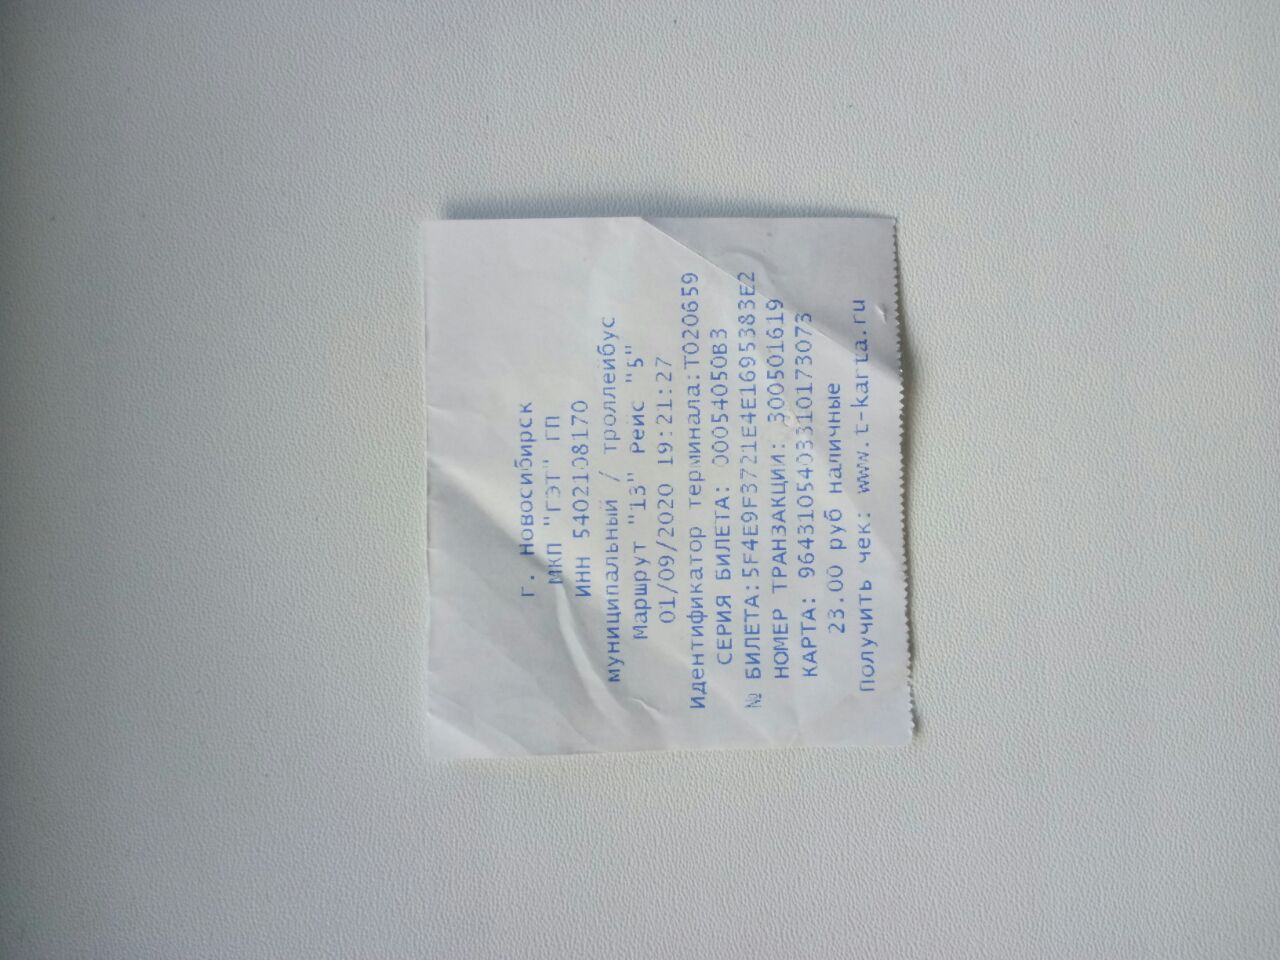 г. Новосибирск
МКП "ГЭТ" ГП
ИНН 5402108170
муниципальный / троллейбус
Маршрут "13" Рейс "5"
01/09/2020 19:21:27
Идентификатор терминала:T020659
СЕРИЯ БИЛЕТА: 00054050B3
№ БИЛЕТА:5F4E9F3721E4E1695383E2
НОМЕР ТРАНЗАКЦИИ: 300501619
КАРТА: 9643105403310173073
23.00 руб наличные
Получить чек: www.t-karta.ru